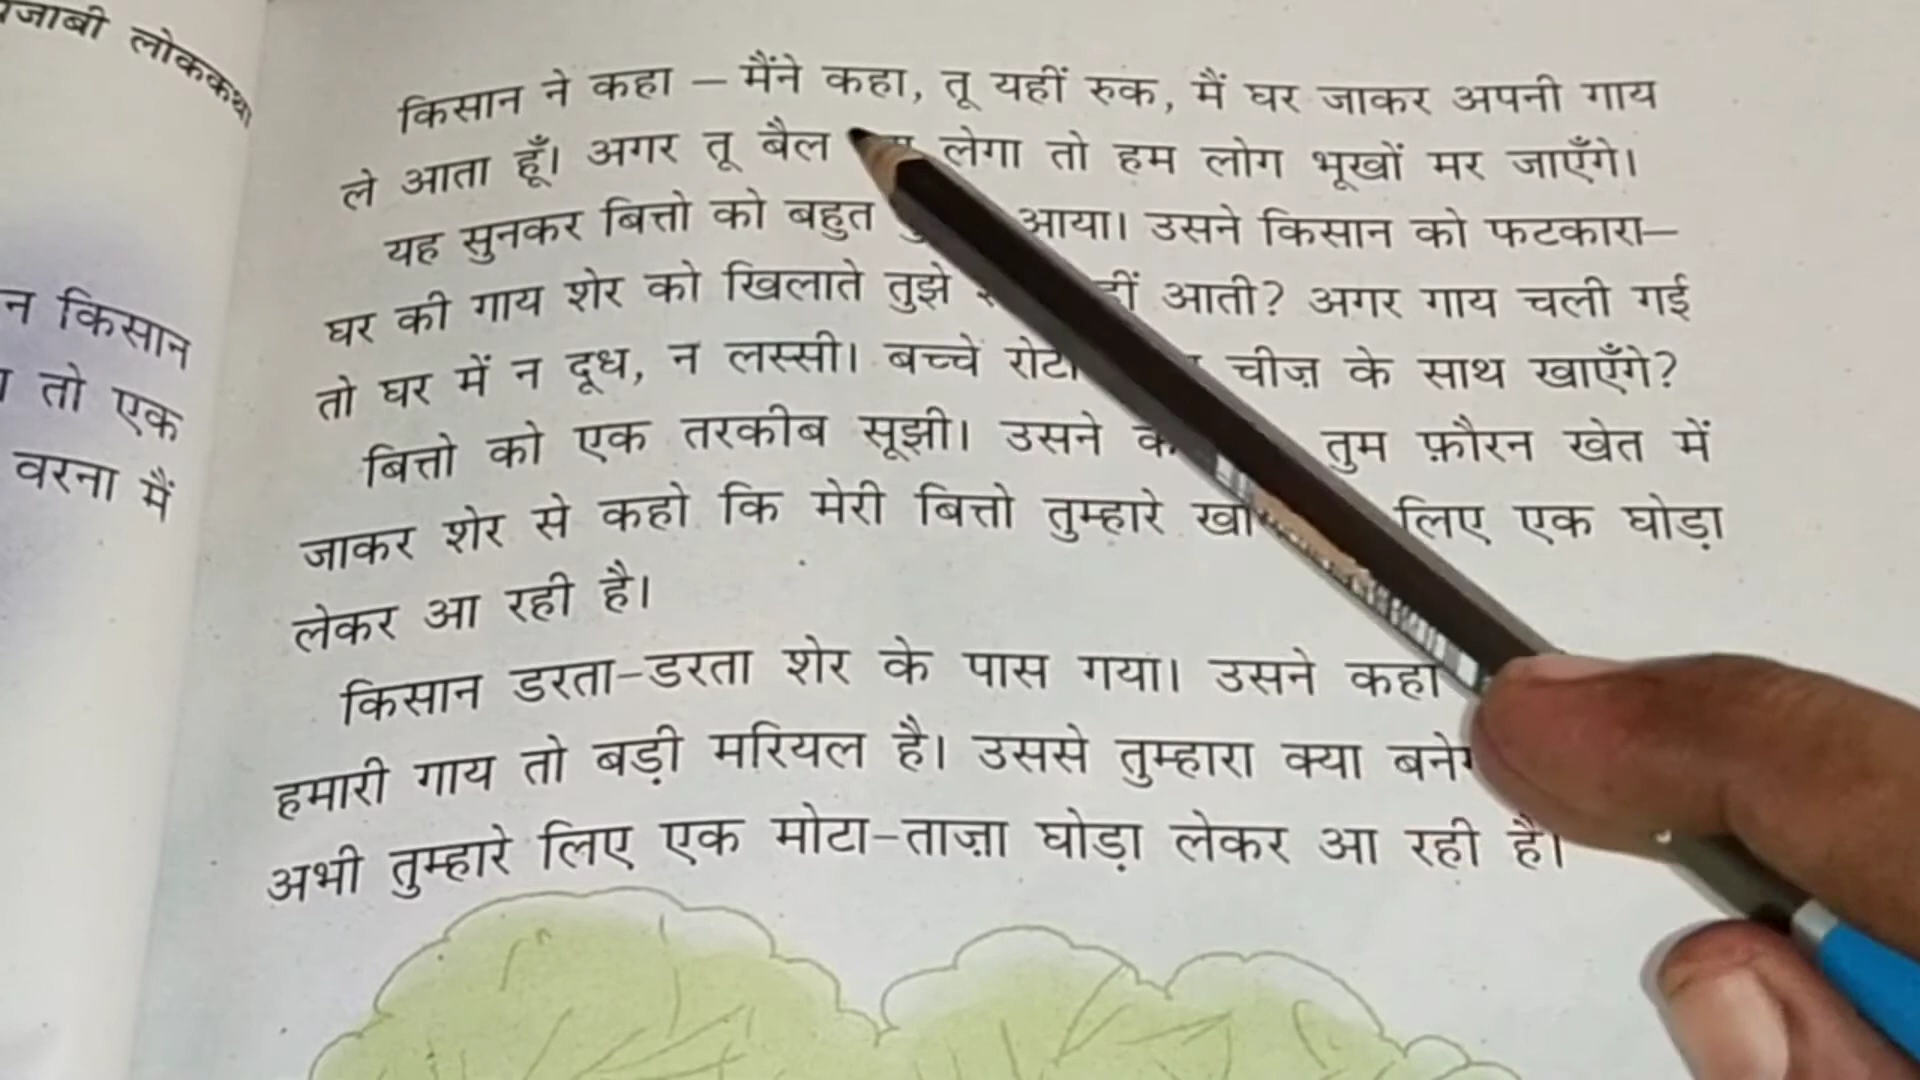 पंजाबी लोककथा
न किसान
तो एक
वरना मैं
किसान ने कहा – मैंने कहा, तू यहीं रुक, मैं घर जाकर अपनी गाय
ले आता हूँ। अगर तू बैल लेगा तो हम लोग भूखों मर जाएँगे।
यह सुनकर बित्तो को बहुत आया। उसने किसान को फटकारा–
घर की गाय शेर को खिलाते तुझे आती? अगर गाय चली गई
तो घर में न दूध, न लस्सी। बच्चे चीज़ के साथ खाएँगे?
बित्तो को एक तरकीब सूझी। उसने तुम फ़ौरन खेत में
जाकर शेर से कहो कि मेरी बित्तो तुम्हारे लिए एक घोड़ा
लेकर आ रही है।
किसान डरता–डरता शेर के पास गया। उसने कहा
हमारी गाय तो बड़ी मरियल है। उससे तुम्हारा क्या
अभी तुम्हारे लिए एक मोटा–ताज़ा घोड़ा लेकर आ रही है।